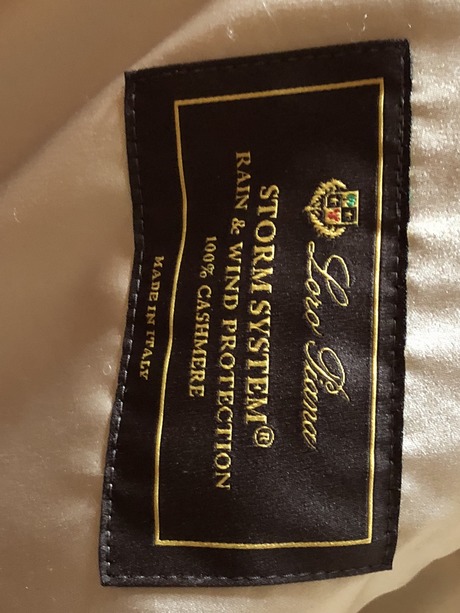 Loro Piana
STORM SYSTEM®
RAIN & WIND PROTECTION
100% CASHMERE
MADE IN ITALY